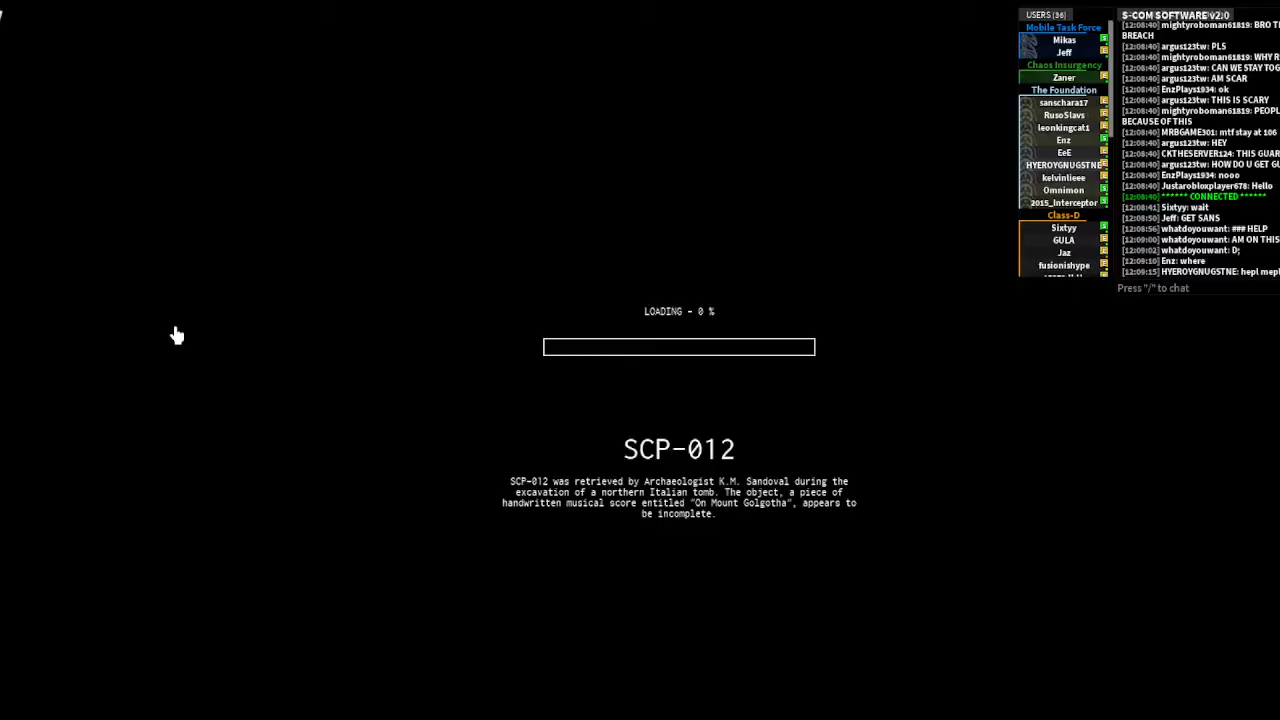 USERS (36)
Mobile Task Force
Mikas
Jeff
Chaos Insurgency
Zaner
The Foundation
sanschara17
RusoSlavs
leonkingcat1
Enz
EeE
HYEROYGNUGSTNE
kelvinlieee
Omnimon
2015_Interceptor
Class-D
Sixtyy
GULA
Jaz
fusionishype
S-COM SOFTWARE v2.0
[12:08:40] mightyroboman61819: BRO T
BREACH
[12:08:40] argus123tw: PLS
[12:08:40] mightyroboman61819: WHY R
[12:08:40] argus123tw: CAN WE STAY TOG
[12:08:40] argus123tw: AM SCAR
[12:08:40] EnzPlays1934: ok
[12:08:40] argus123tw: THIS IS SCARY
[12:08:40] mightyroboman61819: PEOPL
BECAUSE OF THIS
[12:08:40] MRBGAME301: mtf stay at 106
[12:08:40] argus123tw: HEY
[12:08:40] CKTHESERVER124: THIS GUAR
[12:08:40] argus123tw: HOW DO U GET GU
[12:08:40] EnzPlays1934: nooo
[12:08:40] Justarobloxplayer678: Hello
[12:08:40] ****** CONNECTED ******
[12:08:41] Sixtyy: wait
[12:08:50] Jeff: GET SANS
[12:08:56] whatdoyouwant: ### HELP
[12:09:00] whatdoyouwant: AM ON THIS
[12:09:02] whatdoyouwant: D;
[12:09:10] Enz: where
[12:09:15] HYEROYGNUGSTNE: hepl mepl
Press "/" to chat
LOADING - 0 %
SCP-012
SCP-012 was retrieved by Archaeologist K.M. Sandoval during the
excavation of a northern Italian tomb. The object, a piece of
handwritten musical score entitled "On Mount Golgotha", appears to
be incomplete.